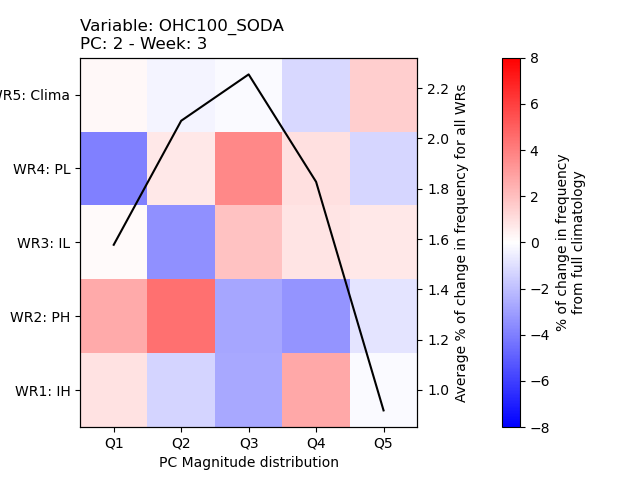 Variable: OHC100_SODA
PC: 2 - Week: 3
WR5: Clima
WR4: PL
WR3: IL
WR2: PH
WR1: IH
Q1 Q2 Q3 Q4 Q5
PC Magnitude distribution
2.2
2.0
1.8
1.6
1.4
1.2
1.0
Average % of change in frequency for all WRs
8
6
4
2
0
−2
−4
−6
−8
% of change in frequency
from full climatology